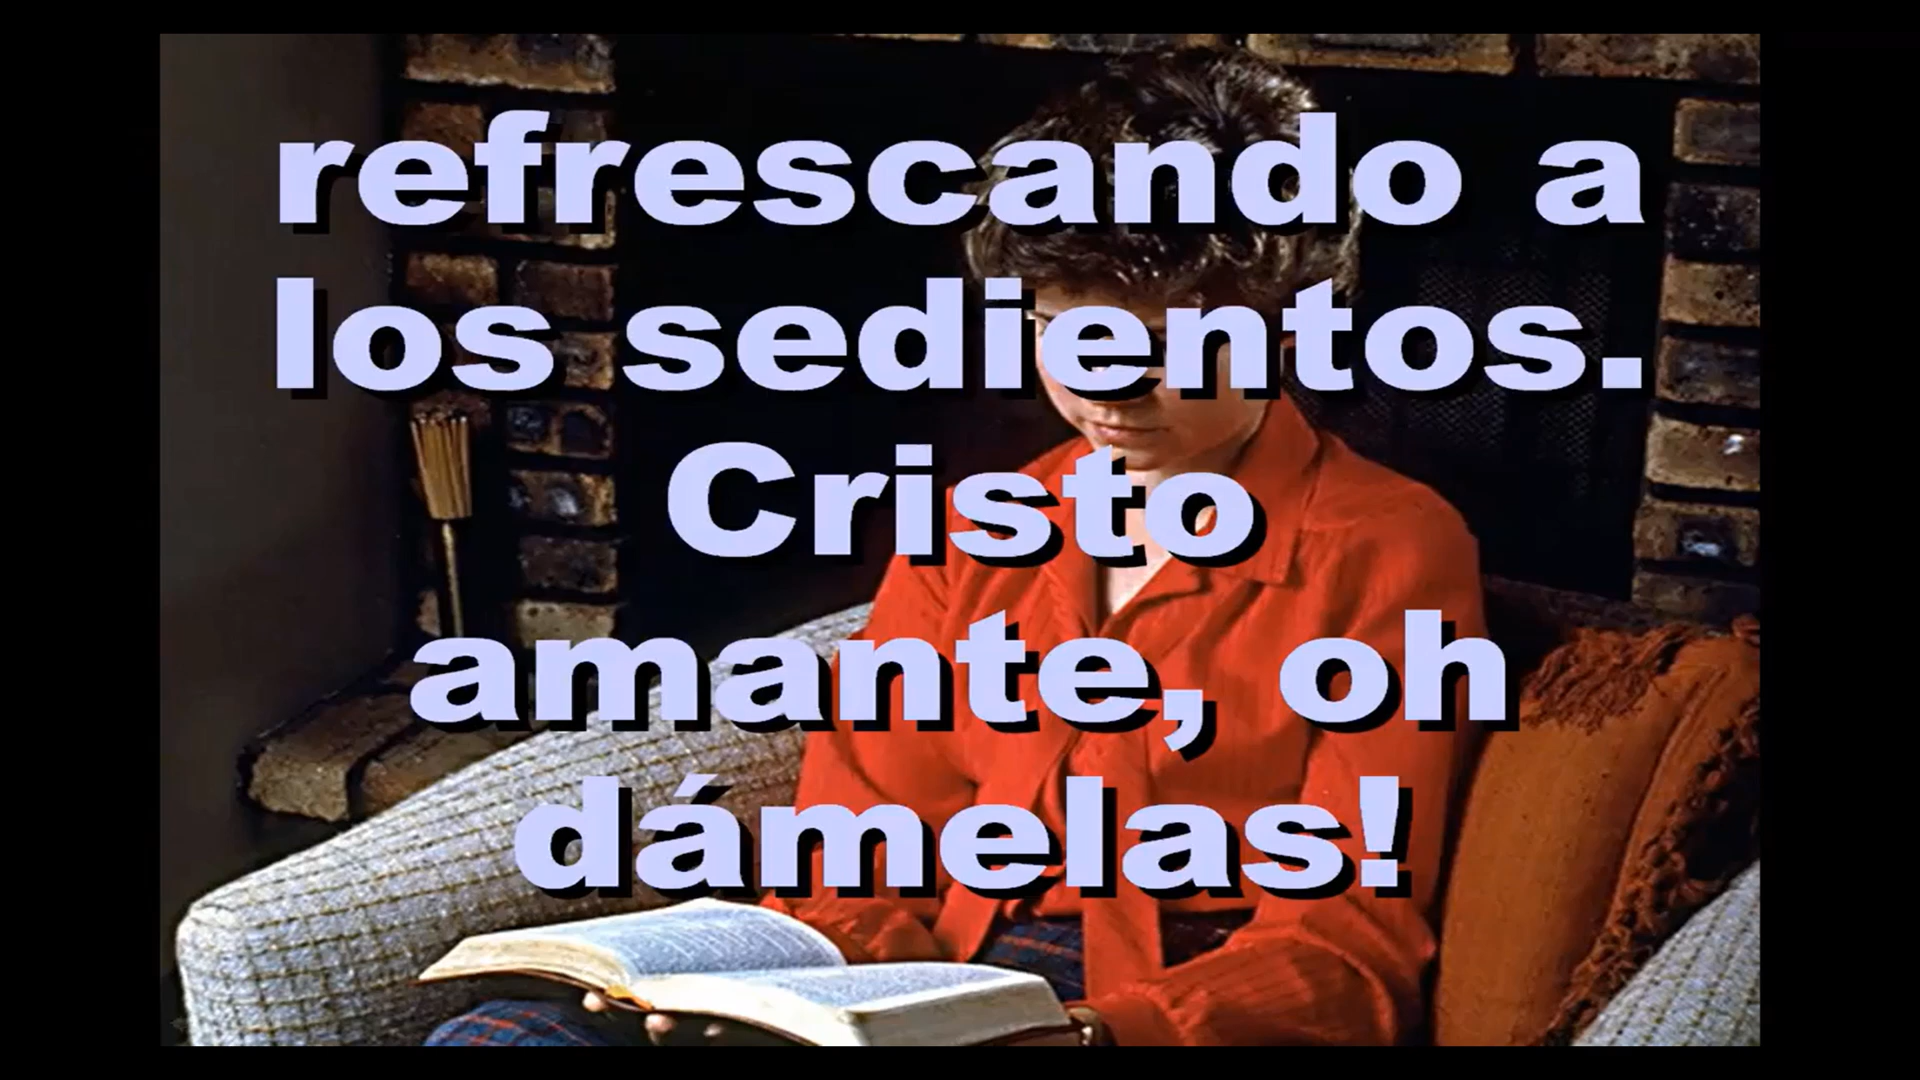 refrescando a
los sedientos.
Cristo
amante, oh
dámelas!